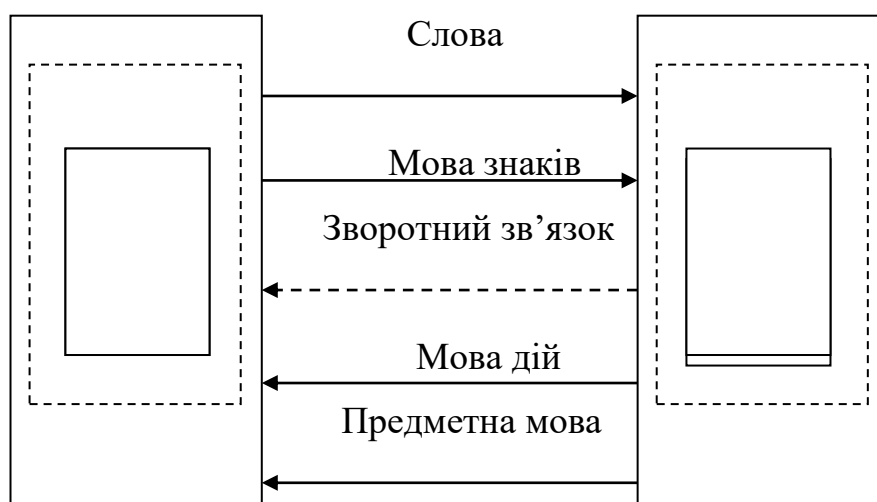 Слова
Мова знаків
Зворотний зв’язок
Мова дій
Предметна мова